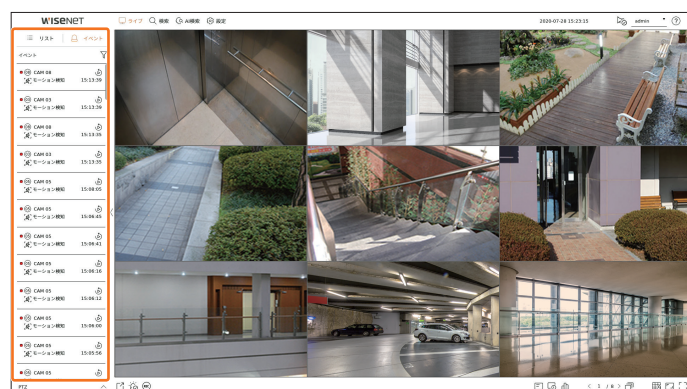 WISENET
ライブ 検索 AI検索 設定
2020-07-28 15:23:15
admin
リスト イベント
イベント
CAM 08
モーション検知 15:13:39
CAM 03
モーション検知 15:13:39
CAM 08
モーション検知 15:13:35
CAM 03
モーション検知 15:13:35
CAM 05
モーション検知 15:08:05
CAM 05
モーション検知 15:06:45
CAM 05
モーション検知 15:06:41
CAM 05
モーション検知 15:06:16
CAM 05
モーション検知 15:06:12
CAM 05
モーション検知 15:06:00
CAM 05
モーション検知 15:05:56
CAM 05
PTZ
1 / 8